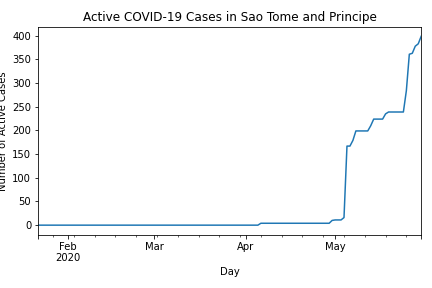 Active COVID-19 Cases in Sao Tome and Principe
Number of Active Cases
400
350
300
250
200
150
100
50
0
Feb
2020
Mar
Apr
May
Day